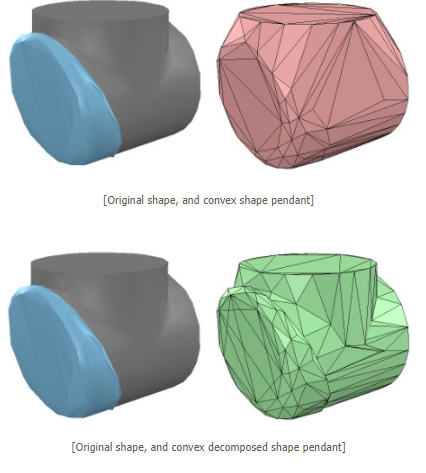 [Original shape, and convex shape pendant]
[Original shape, and convex decomposed shape pendant]